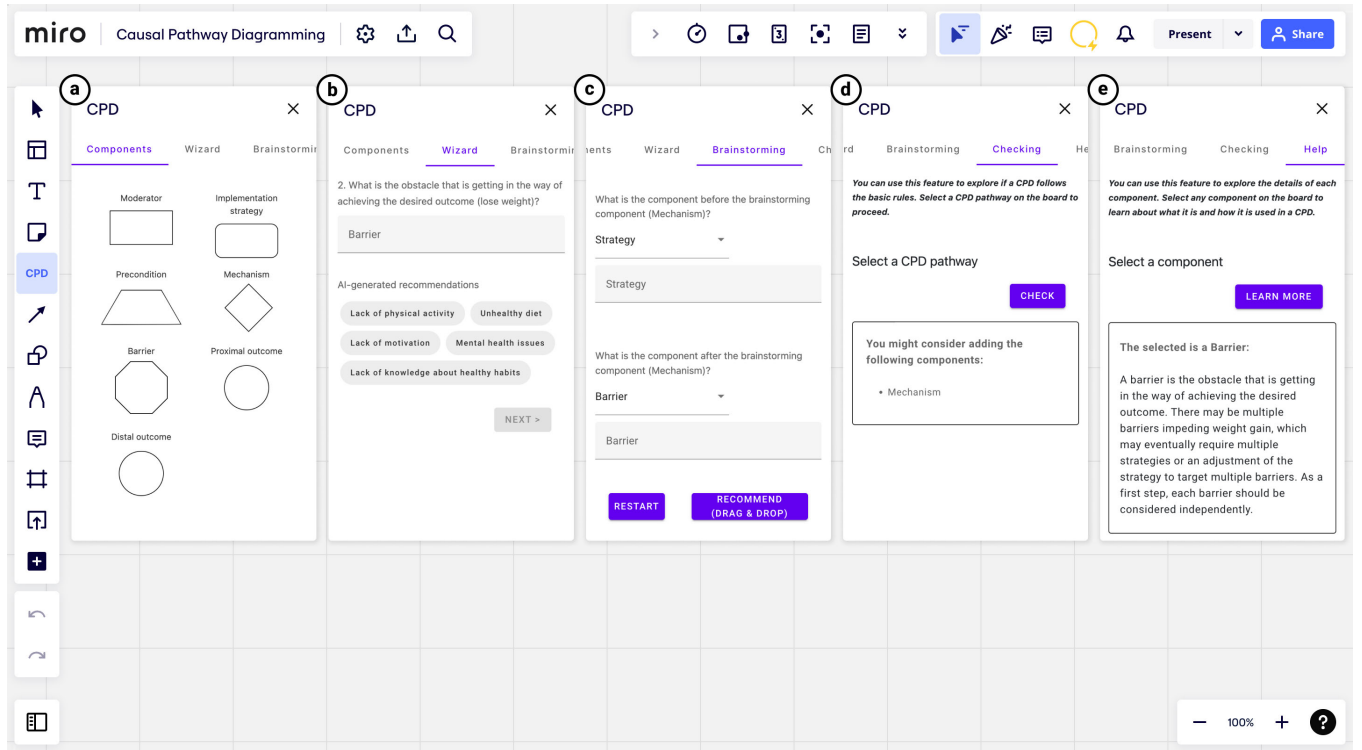 miro
Causal Pathway Diagramming
3
Present
Share
a
CPD
Components Wizard Brainstormin
Moderator
Implementation
strategy
Precondition
Mechanism
Barrier
Proximal outcome
Distal outcome
b
CPD
Components Wizard Brainstormin
2. What is the obstacle that is getting in the way of
achieving the desired outcome (lose weight)?
Barrier
AI-generated recommendations
Lack of physical activity
Unhealthy diet
Lack of motivation
Mental health issues
Lack of knowledge about healthy habits
NEXT >
c
CPD
nents Wizard Brainstorming Ch
What is the component before the brainstorming
component (Mechanism)?
Strategy
Strategy
What is the component after the brainstorming
component (Mechanism)?
Barrier
Barrier
RESTART
RECOMMEND
(DRAG & DROP)
d
CPD
rd Brainstorming Checking He
You can use this feature to explore if a CPD follows
the basic rules. Select a CPD pathway on the board to
proceed.
Select a CPD pathway
CHECK
You might consider adding the
following components:
• Mechanism
e
CPD
Brainstorming Checking Help
You can use this feature to explore the details of each
component. Select any component on the board to
learn about what it is and how it is used in a CPD.
Select a component
LEARN MORE
The selected is a Barrier:
A barrier is the obstacle that is getting
in the way of achieving the desired
outcome. There may be multiple
barriers impeding weight gain, which
may eventually require multiple
strategies or an adjustment of the
strategy to target multiple barriers. As a
first step, each barrier should be
considered independently.
CPD
100%
?